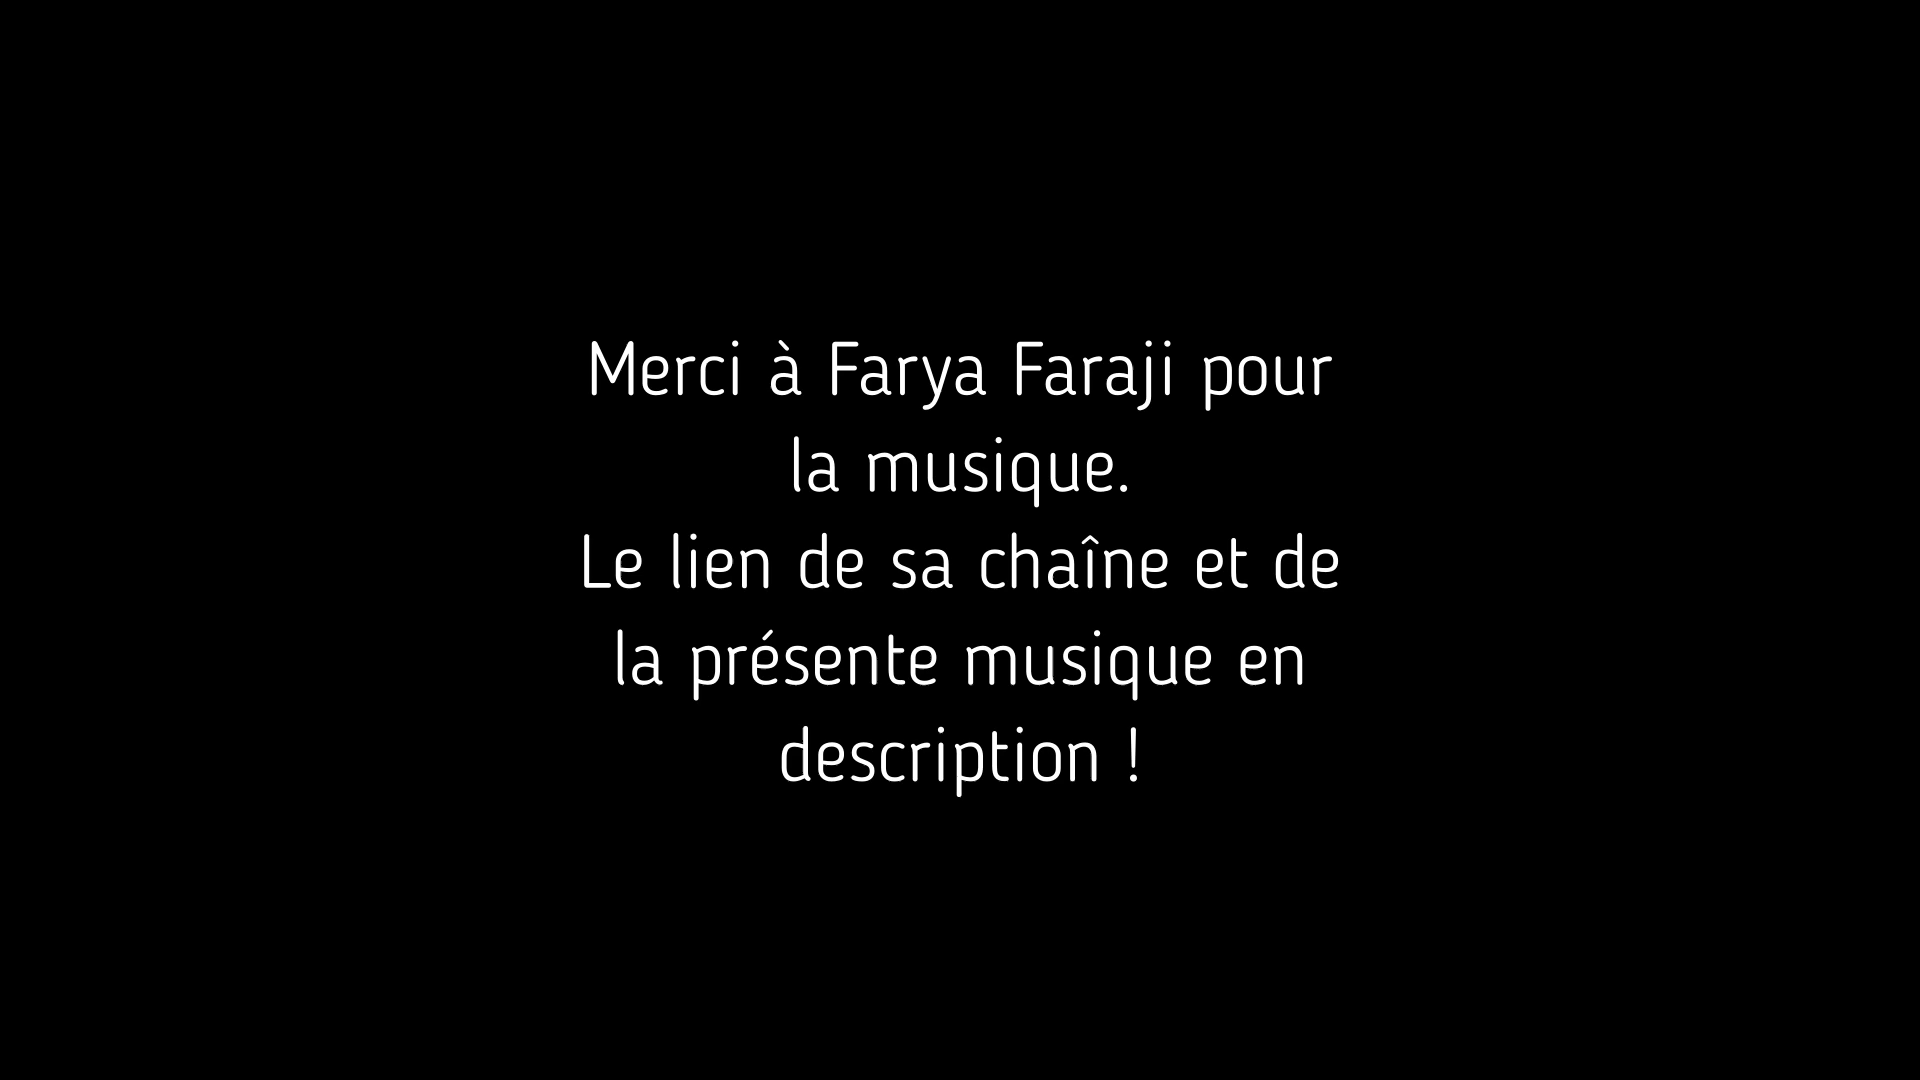 Merci à Farya Faraji pour
la musique.
Le lien de sa chaîne et de
la présente musique en
description !